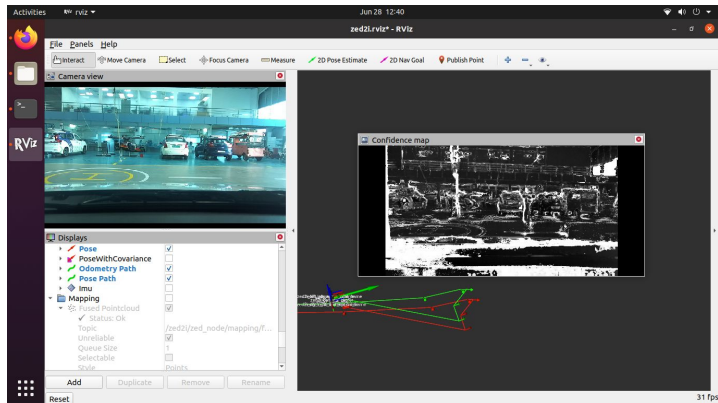 Activities
RViz
rviz
Jun 28 12:40
zed2i.rviz* - RViz
File Panels Help
Interact
Move Camera
Select
Focus Camera
Measure
2D Pose Estimate
2D Nav Goal
Publish Point
Camera view
Confidence map
Displays
Pose
PoseWithCovariance
Odometry Path
Pose Path
Imu
Mapping
Fused Pointcloud
Status: Ok
Topic /zed2i/zed_node/mapping/f...
Unreliable
Queue Size 1
Selectable
Style Points
Add Duplicate Remove Rename
Reset
31 fps
RViz